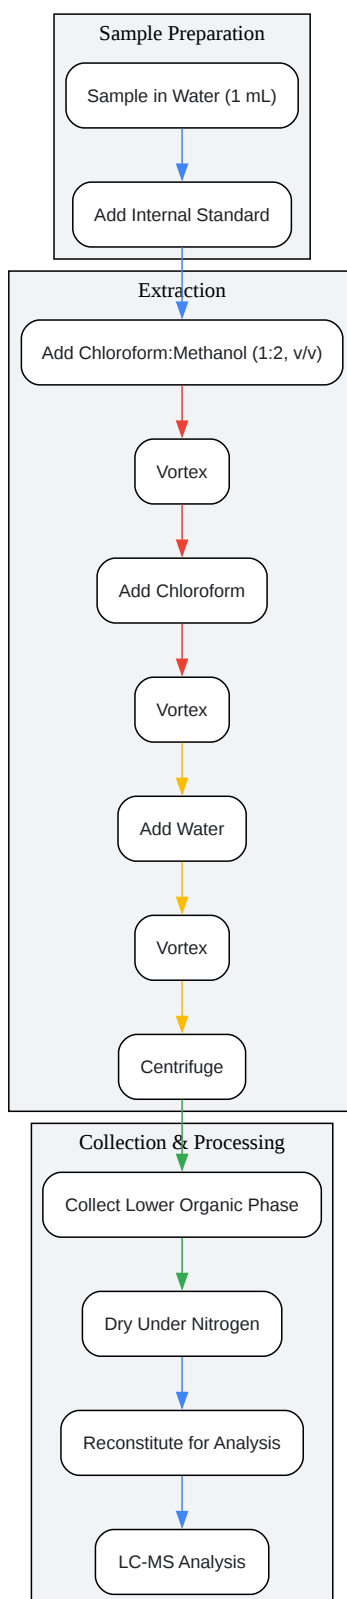 Sample Preparation
Sample in Water (1 mL)
Add Internal Standard
Extraction
Add Chloroform:Methanol (1:2, v/v)
Vortex
Add Chloroform
Vortex
Add Water
Vortex
Centrifuge
Collection & Processing
Collect Lower Organic Phase
Dry Under Nitrogen
Reconstitute for Analysis
LC-MS Analysis